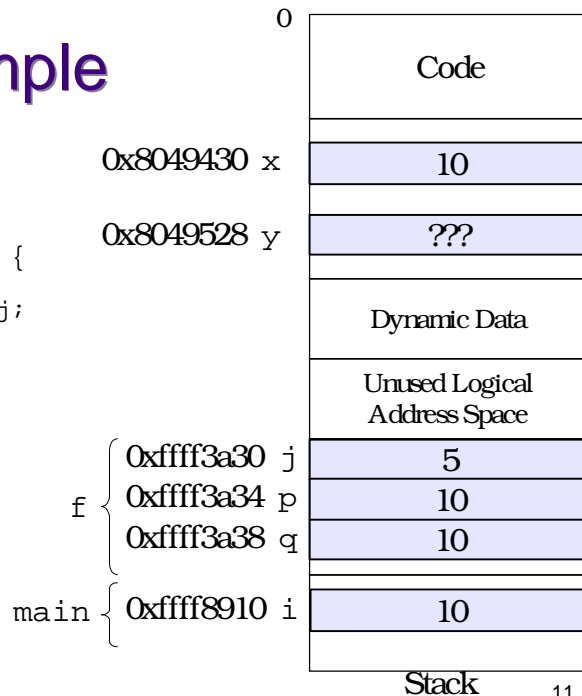 0
Code
0x8049430 x 10
0x8049528 y ???
{
j;
Dynamic Data
Unused Logical
Address Space
0xffff3a30 j 5
f 0xffff3a34 p 10
0xffff3a38 q 10
main 0xffff8910 i 10
Stack
11